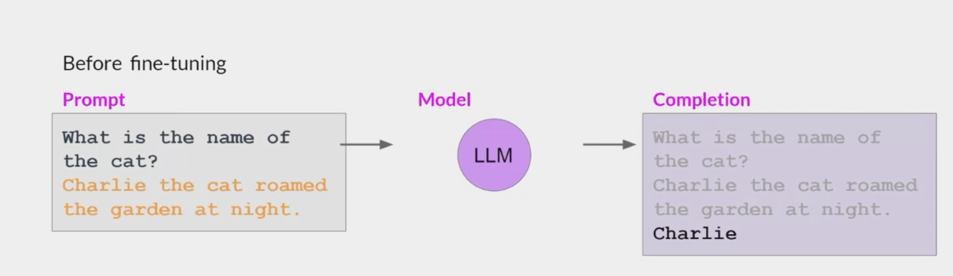 Before fine-tuning
Prompt
Model
Completion
What is the name of
the cat?
Charlie the cat roamed
the garden at night.
LLM
What is the name of
the cat?
Charlie the cat roamed
the garden at night.
Charlie